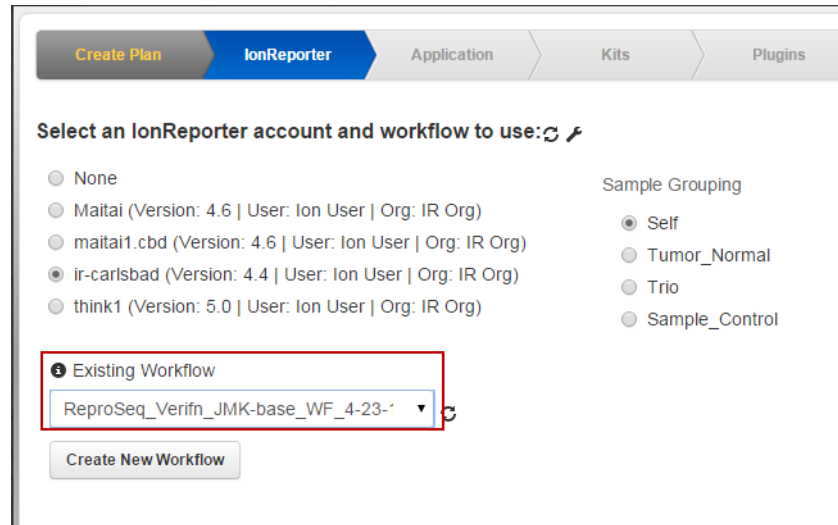 Create Plan IonReporter Application Kits Plugins
Select an IonReporter account and workflow to use:
None
Maitai (Version: 4.6 | User: Ion User | Org: IR Org)
maitai1.cbd (Version: 4.6 | User: Ion User | Org: IR Org)
ir-carlsbad (Version: 4.4 | User: Ion User | Org: IR Org)
think1 (Version: 5.0 | User: Ion User | Org: IR Org)
Sample Grouping
Self
Tumor_Normal
Trio
Sample_Control
Existing Workflow
ReproSeq_Verifn_JMK-base_WF_4-23-
Create New Workflow